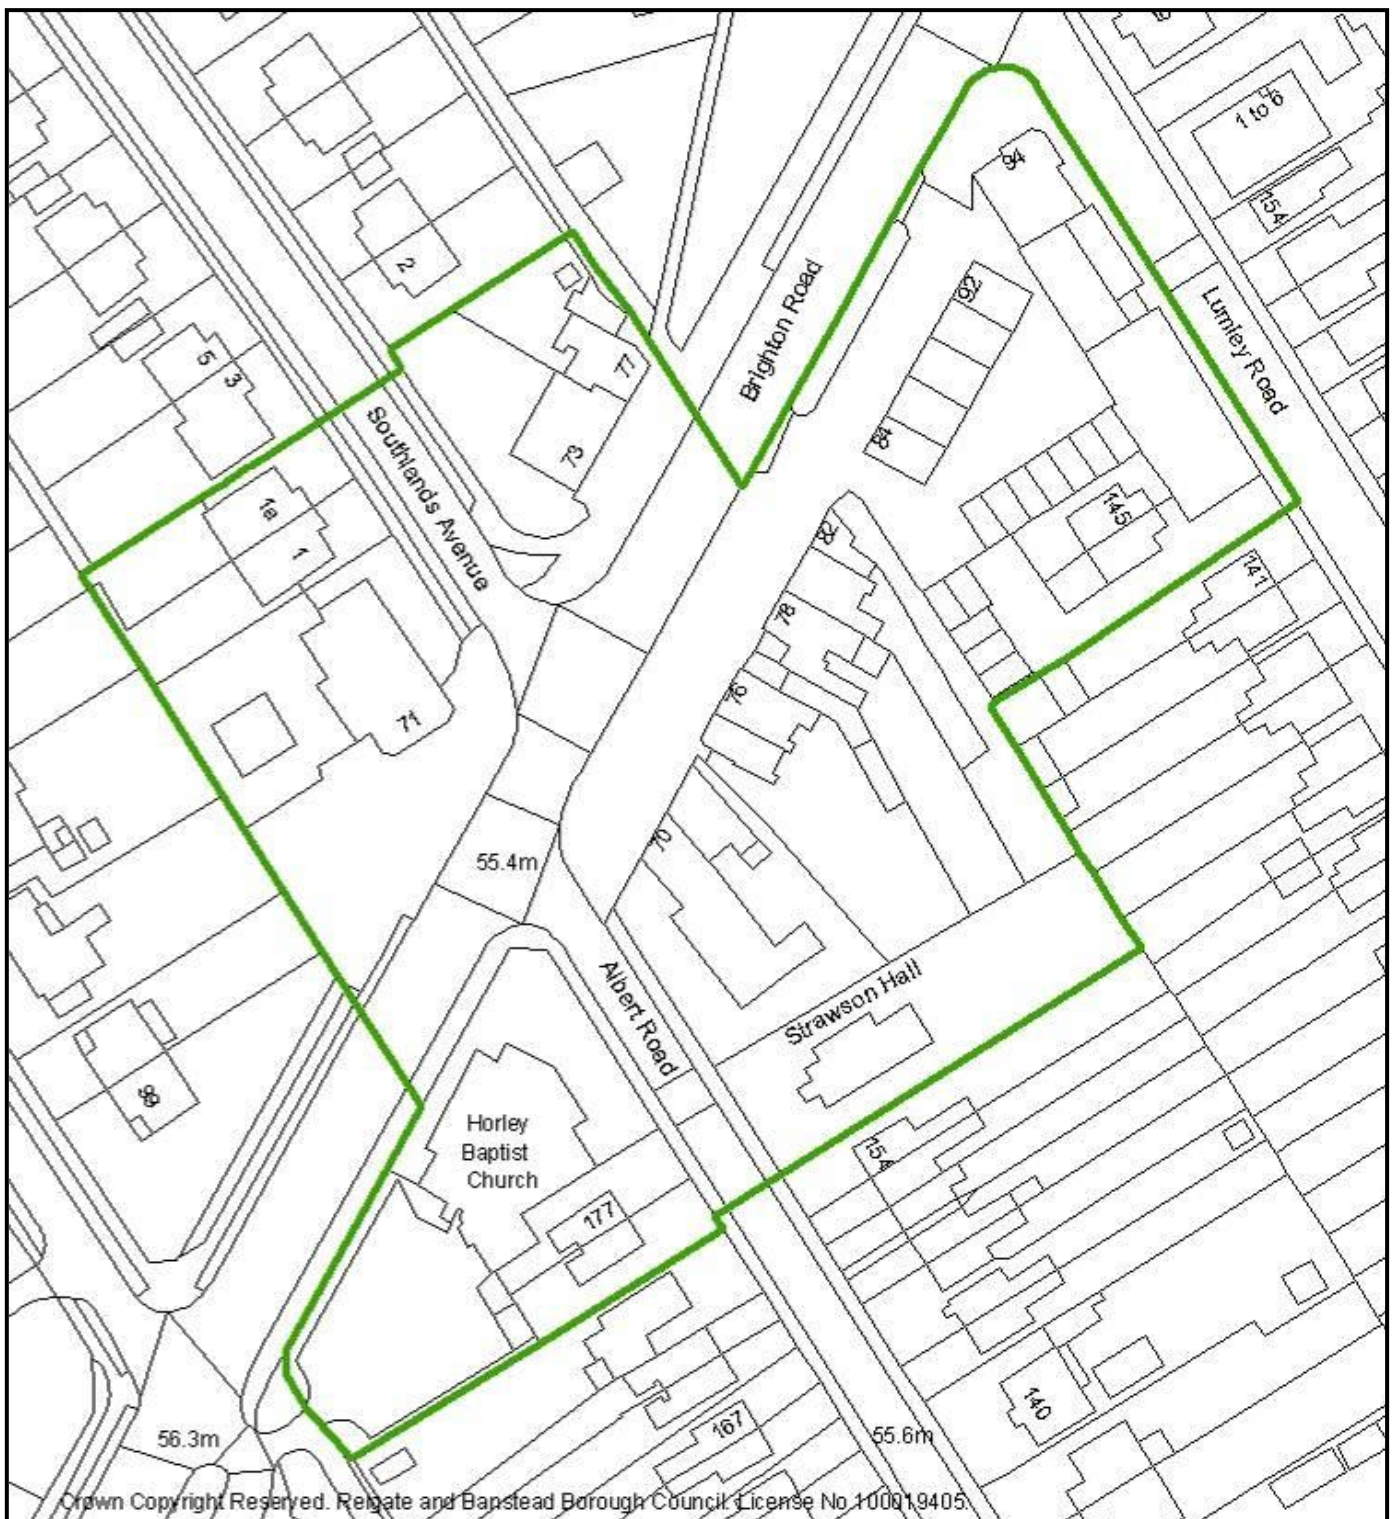 1 to 6
94
154
2
92
Brighton Road
Lumley Road
5
3
77
Southlands Avenue
84
73
1a
145
1
82
141
78
76
71
70
55.4m
Albert Road
Strawson Hall
99
Horley
Baptist
Church
154
177
140
167
56.3m
55.6m
Crown Copyright Reserved. Reigate and Banstead Borough Council. License No 100019405.